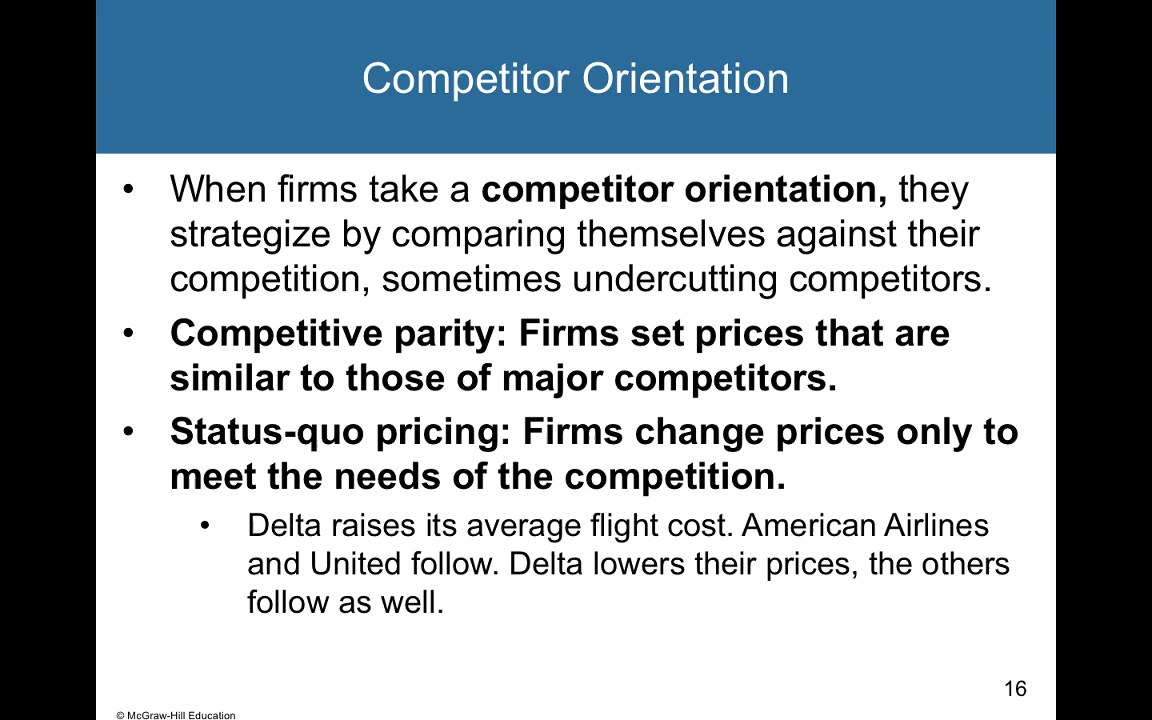 Competitor Orientation
• When firms take a competitor orientation, they
strategize by comparing themselves against their
competition, sometimes undercutting competitors.
• Competitive parity: Firms set prices that are
similar to those of major competitors.
• Status-quo pricing: Firms change prices only to
meet the needs of the competition.
• Delta raises its average flight cost. American Airlines
and United follow. Delta lowers their prices, the others
follow as well.
16
© McGraw-Hill Education